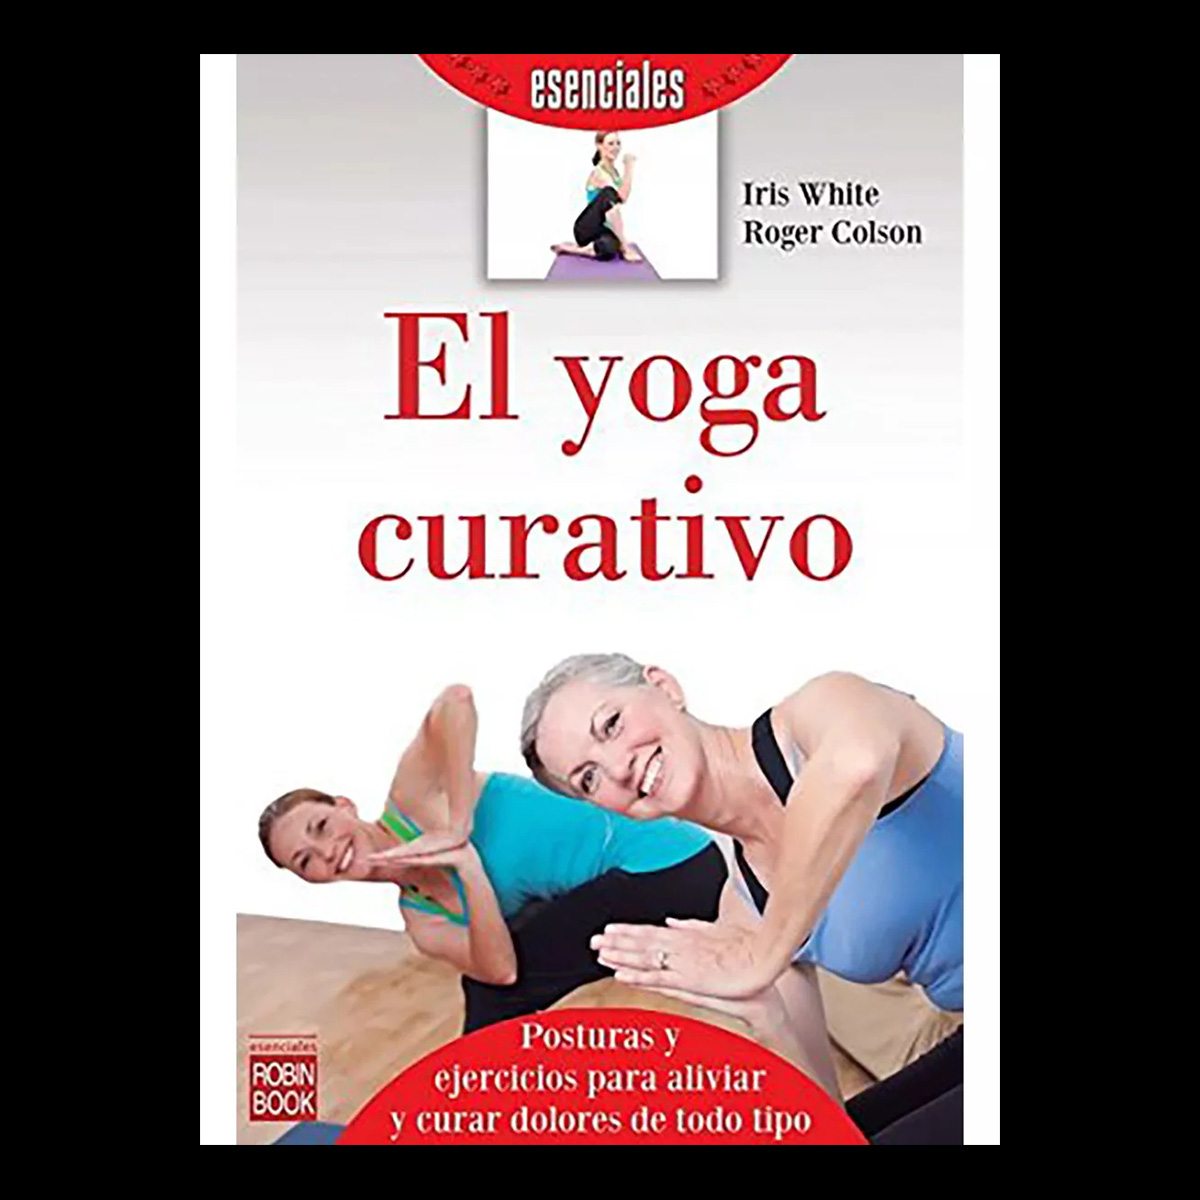 esenciales
Iris White
Roger Colson
El yoga
curativo
Posturas y
ejercicios para aliviar
y curar dolores de todo tipo
esenciales
ROBIN
BOOK